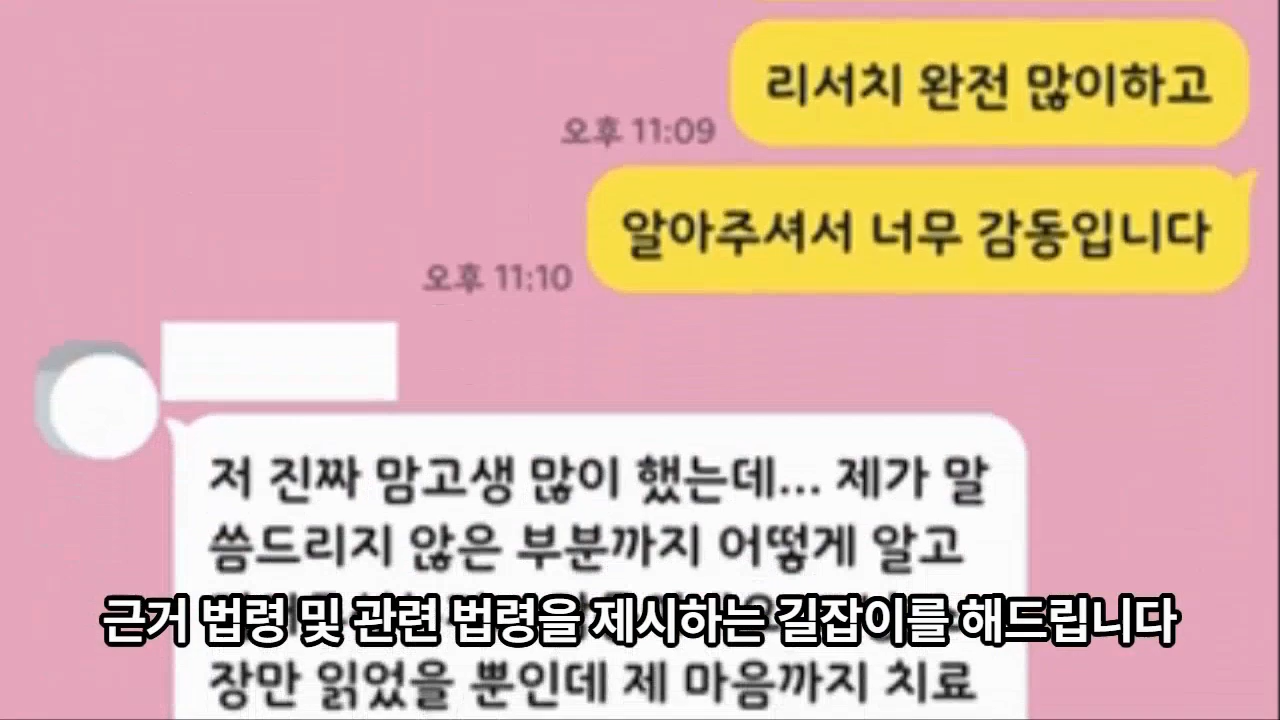 리서치 완전 많이하고
오후 11:09
알아주셔서 너무 감동입니다
오후 11:10
저 진짜 맘고생 많이 했는데... 제가 말
씀드리지 않은 부분까지 어떻게 알고
근거 법령 및 관련 법령을 제시하는 길잡이를 해드립니다
장만 읽었을 뿐인데 제 마음까지 치료